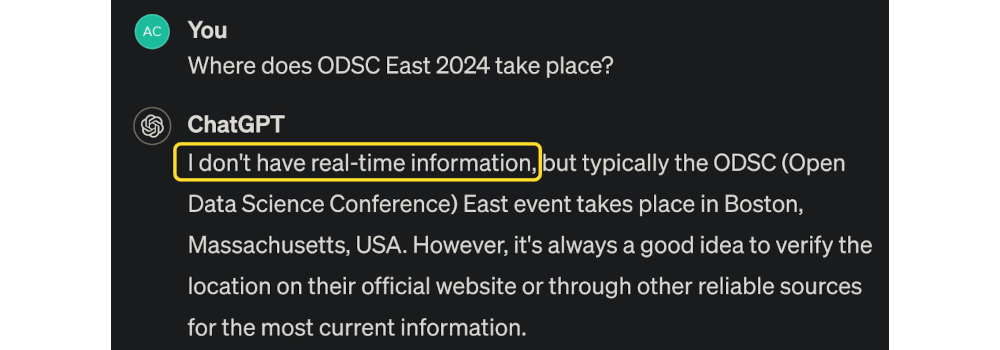 AC
You
Where does ODSC East 2024 take place?
ChatGPT
I don't have real-time information, but typically the ODSC (Open
Data Science Conference) East event takes place in Boston,
Massachusetts, USA. However, it's always a good idea to verify the
location on their official website or through other reliable sources
for the most current information.